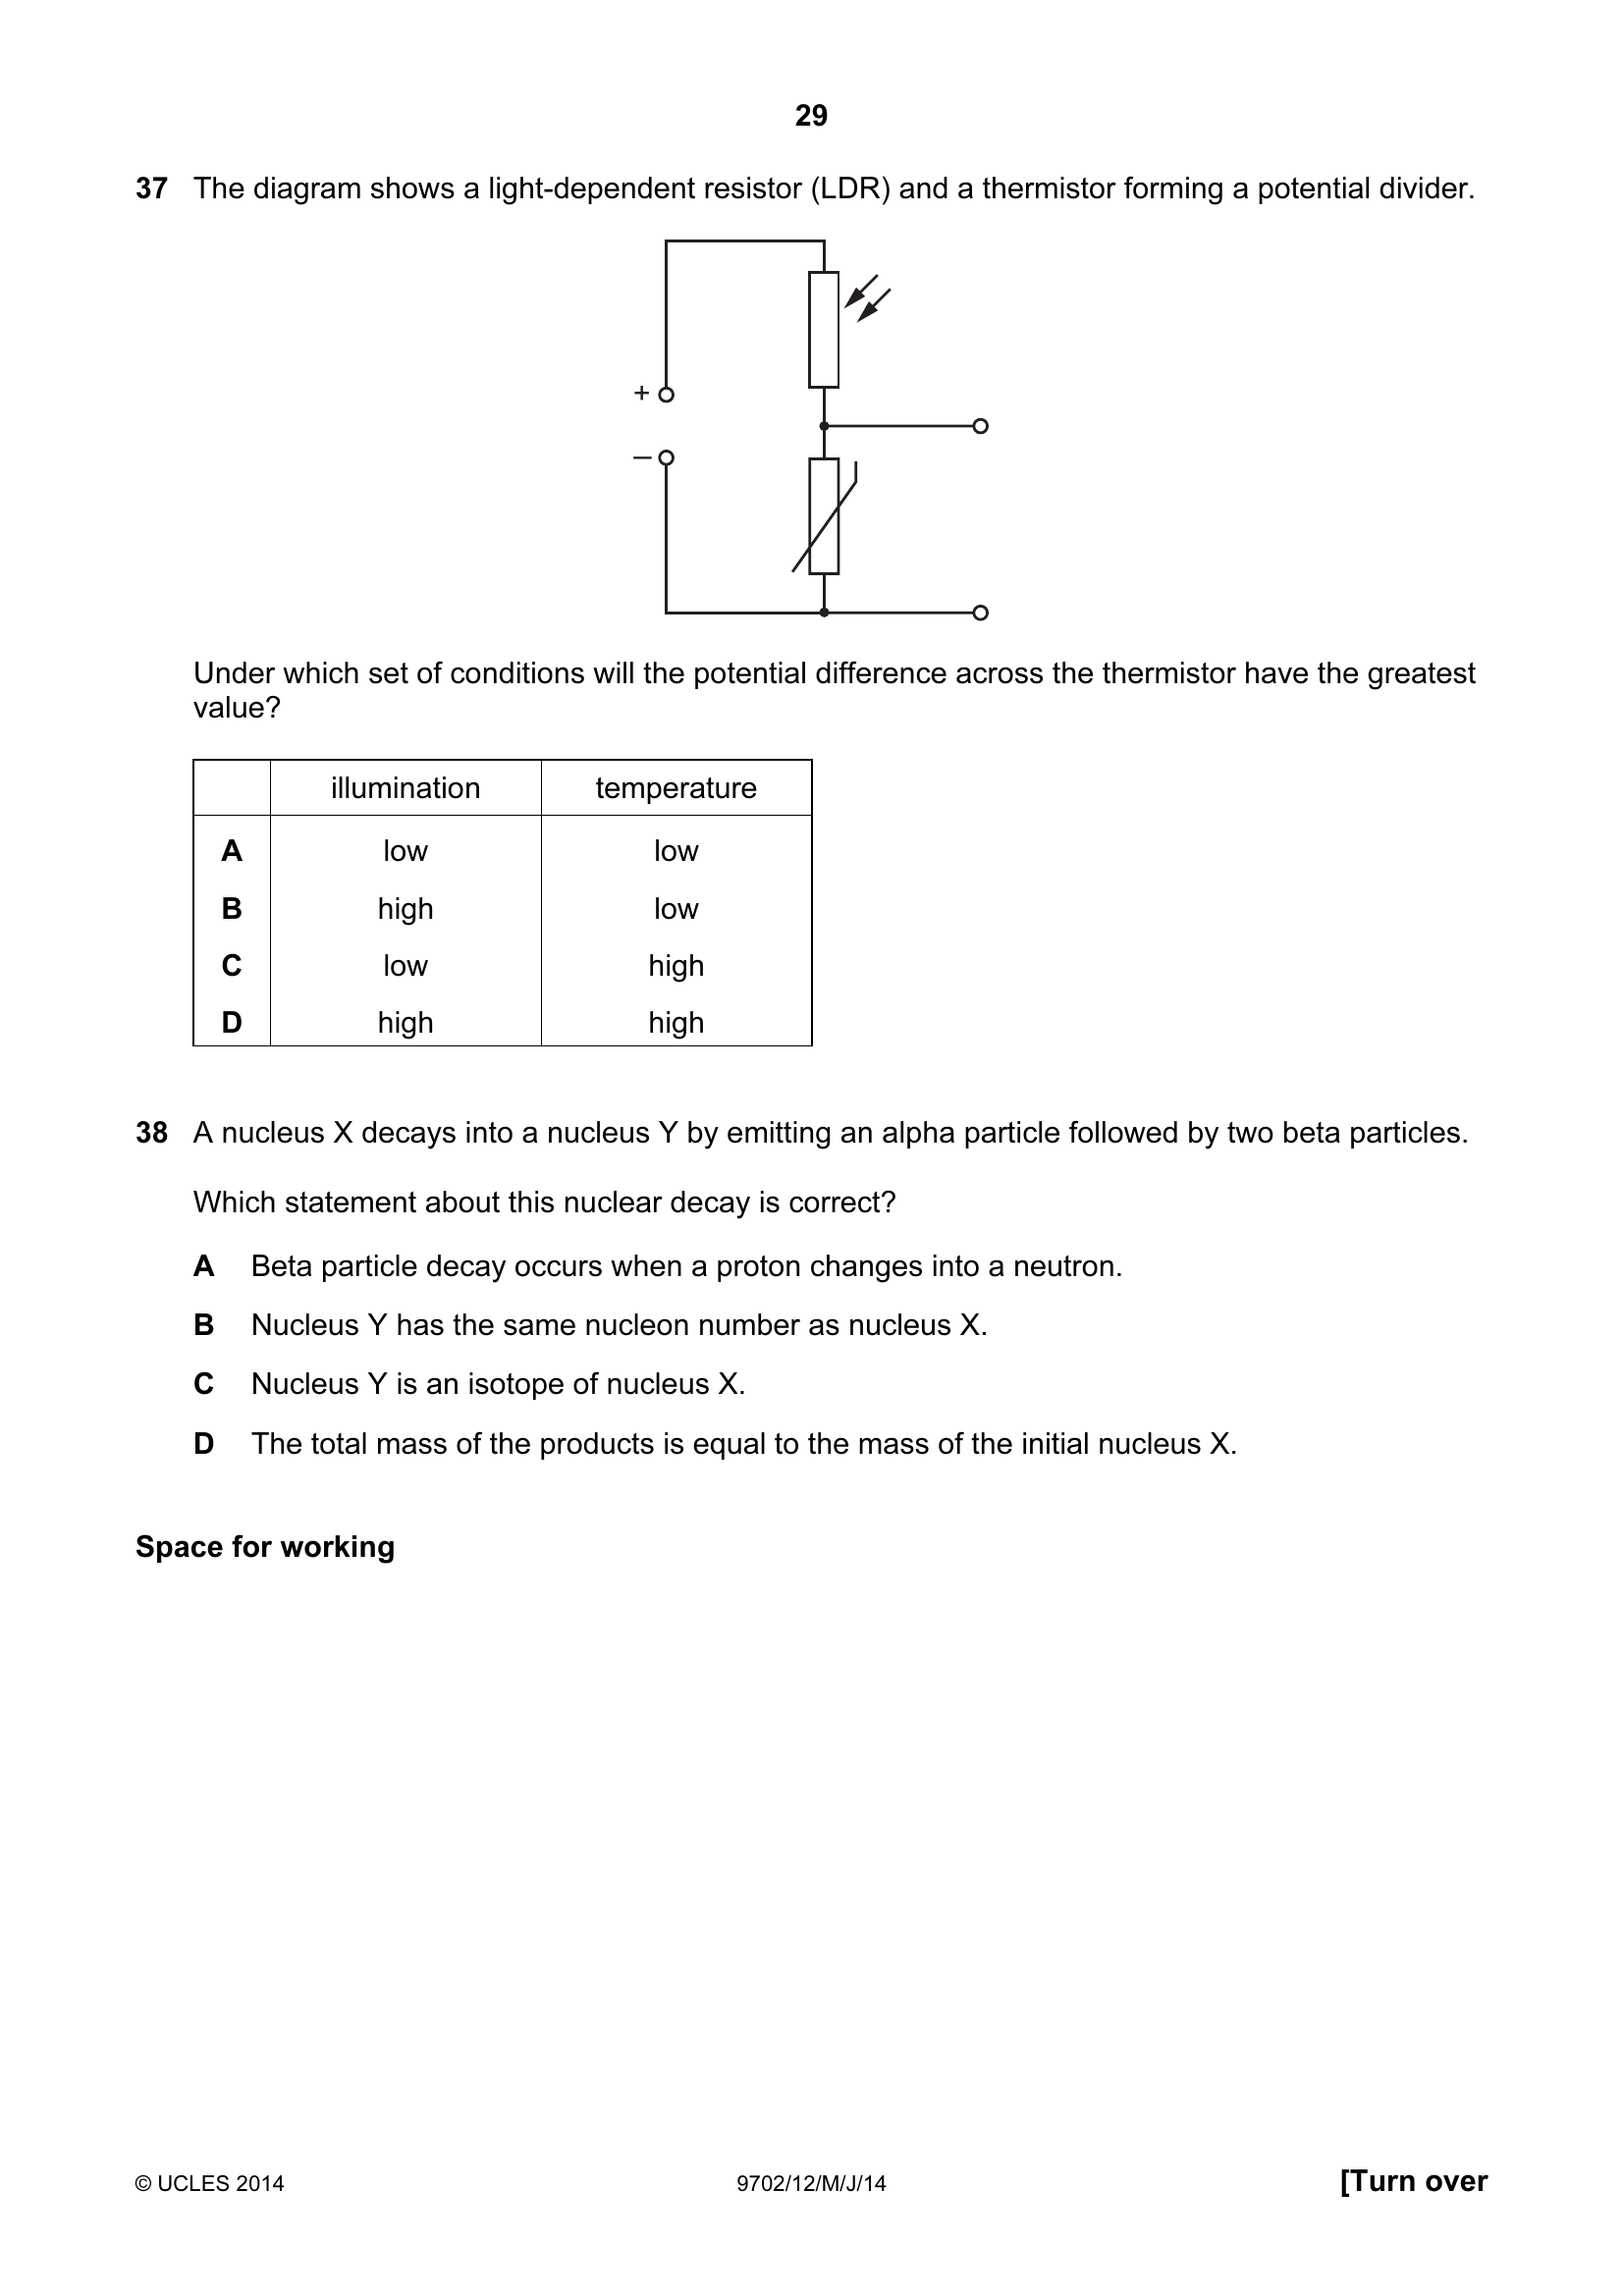 29
37 The diagram shows a light-dependent resistor (LDR) and a thermistor forming a potential divider.
+
–
Under which set of conditions will the potential difference across the thermistor have the greatest
value?
illumination temperature
A low low
B high low
C low high
D high high
38 A nucleus X decays into a nucleus Y by emitting an alpha particle followed by two beta particles.
Which statement about this nuclear decay is correct?
A Beta particle decay occurs when a proton changes into a neutron.
B Nucleus Y has the same nucleon number as nucleus X.
C Nucleus Y is an isotope of nucleus X.
D The total mass of the products is equal to the mass of the initial nucleus X.
Space for working
© UCLES 2014 9702/12/M/J/14 [Turn over